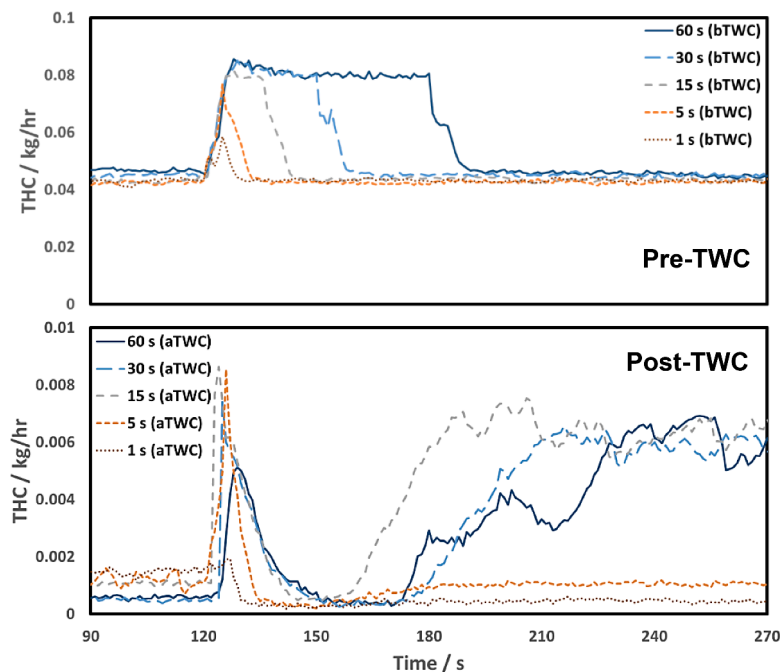 0.1
0.08
0.06
0.04
0.02
0
THC / kg/hr
60 s (bTWC)
30 s (bTWC)
15 s (bTWC)
5 s (bTWC)
1 s (bTWC)
Pre-TWC
0.01
0.008
0.006
0.004
0.002
0
THC / kg/hr
60 s (aTWC)
30 s (aTWC)
15 s (aTWC)
5 s (aTWC)
1 s (aTWC)
Post-TWC
90 120 150 180 210 240 270
Time / s